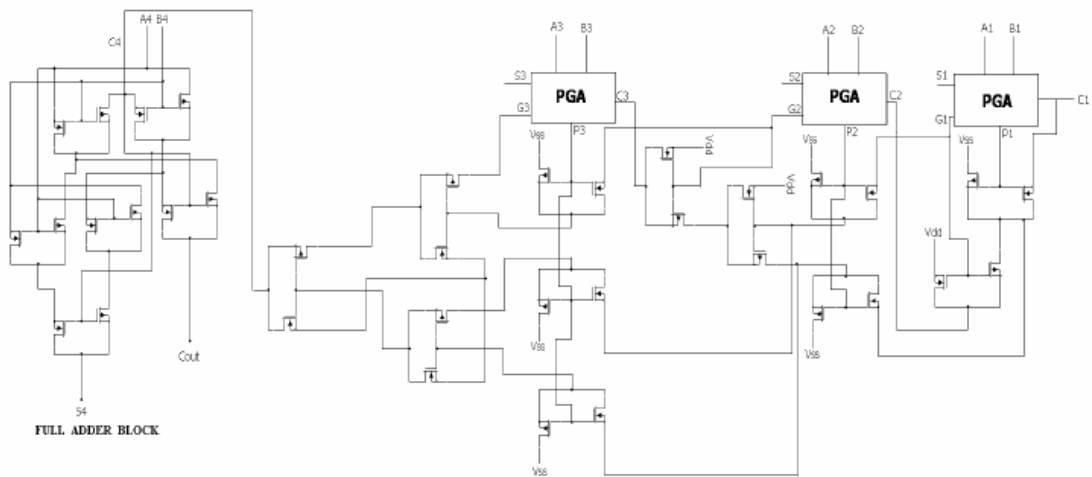 A4 B4
C4
A3 B3
A2 B2
A1 B1
S3
PGA
C3
G3
P3
S2
PGA
C2
G2
P2
S1
PGA
C1
G1
P1
Vss
Vdd
Vss
Vss
Vdd
Vdd
Vss
Vss
Vss
Cout
S4
FULL ADDER BLOCK